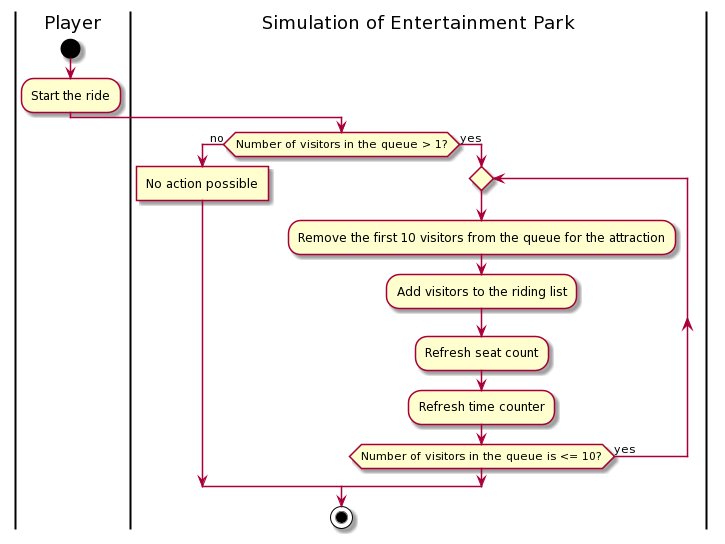 Player
Simulation of Entertainment Park
Start the ride
no
Number of visitors in the queue > 1?
yes
No action possible
Remove the first 10 visitors from the queue for the attraction
Add visitors to the riding list
Refresh seat count
Refresh time counter
Number of visitors in the queue is <= 10?
yes